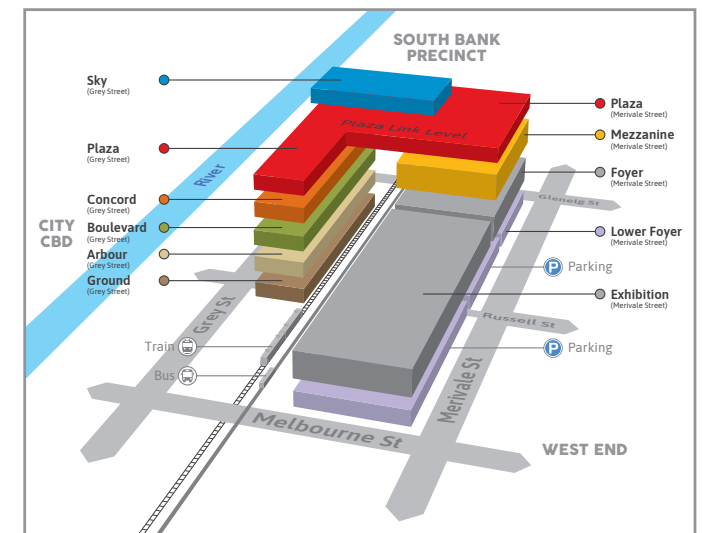 SOUTH BANK
PRECINCT
Sky
(Grey Street)
Plaza
(Merivale Street)
Plaza Link Level
Mezzanine
(Merivale Street)
Plaza
(Grey Street)
River
Foyer
(Merivale Street)
Concord
(Grey Street)
Glenelg St
CITY
CBD
Boulevard
(Grey Street)
Lower Foyer
(Merivale Street)
Arbour
(Grey Street)
P Parking
Ground
(Grey Street)
Exhibition
(Merivale Street)
Grey St
Russell St
Train
P Parking
Bus
Merivale St
Melbourne St
WEST END